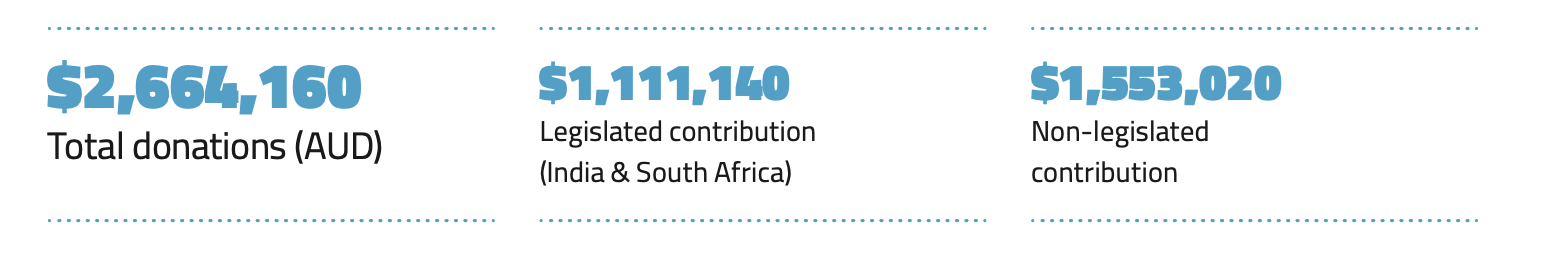 $2,664,160
Total donations (AUD)
$1,111,140
Legislated contribution
(India & South Africa)
$1,553,020
Non-legislated
contribution